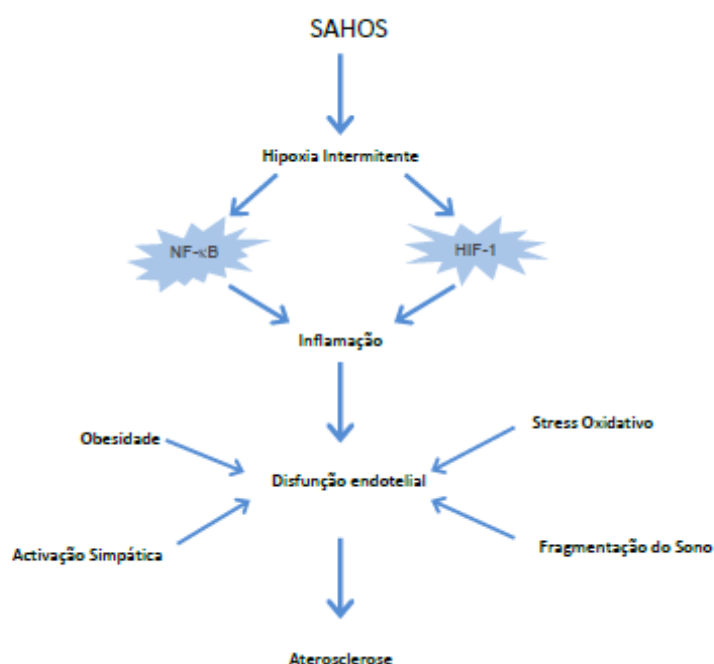 SAHOS
Hipoxia Intermitente
NF-κB
HIF-1
Inflamação
Obesidade
Stress Oxidativo
Disfunção endotelial
Activação Simpática
Fragmentação do Sono
Aterosclerose